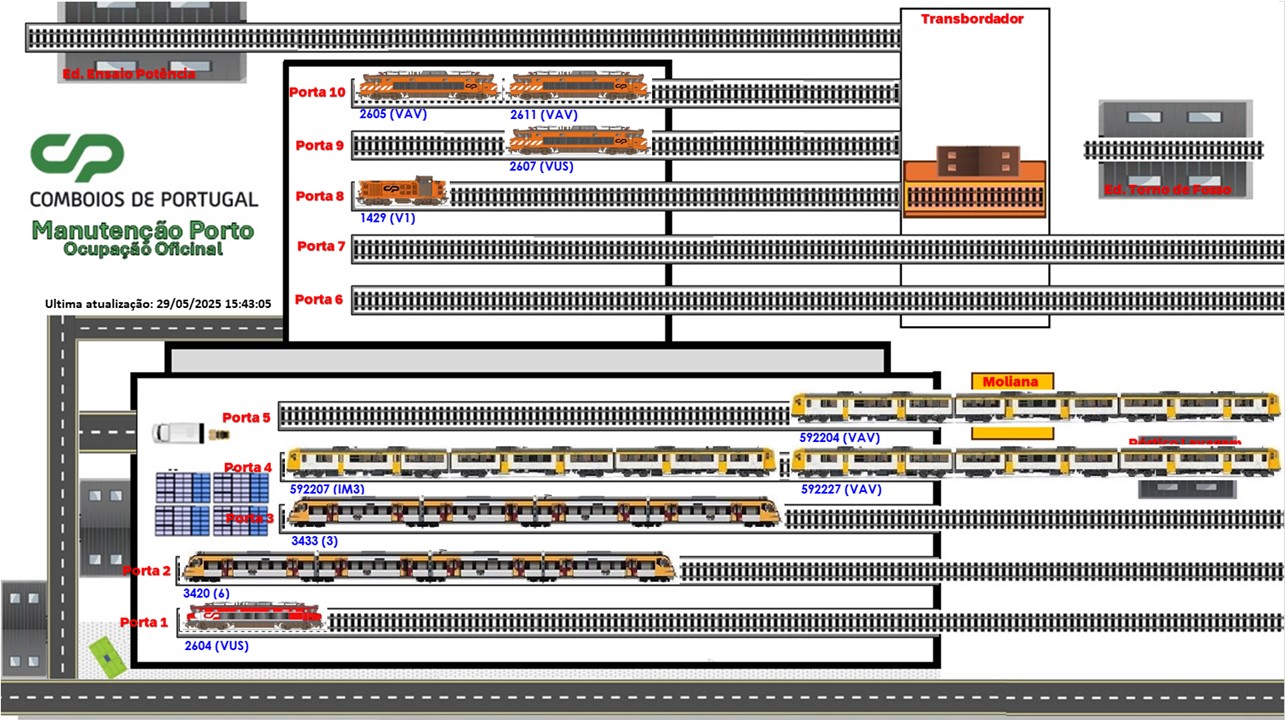 Transbordador
Ed. Ensaio Potência
Porta 10
2605 (VAV)
2611 (VAV)
Porta 9
2607 (VUS)
CP
COMBOIOS DE PORTUGAL
Manutenção Porto
Ocupação Oficinal
Porta 8
1429 (V1)
Ed. Torno de Fosso
Porta 7
Porta 6
Ultima atualização: 29/05/2025 15:43:05
Moliana
Porta 5
592204 (VAV)
Porta 4
592207 (IM3)
592227 (VAV)
Porta 3
3433 (3)
Porta 2
3420 (6)
Porta 1
2604 (VUS)